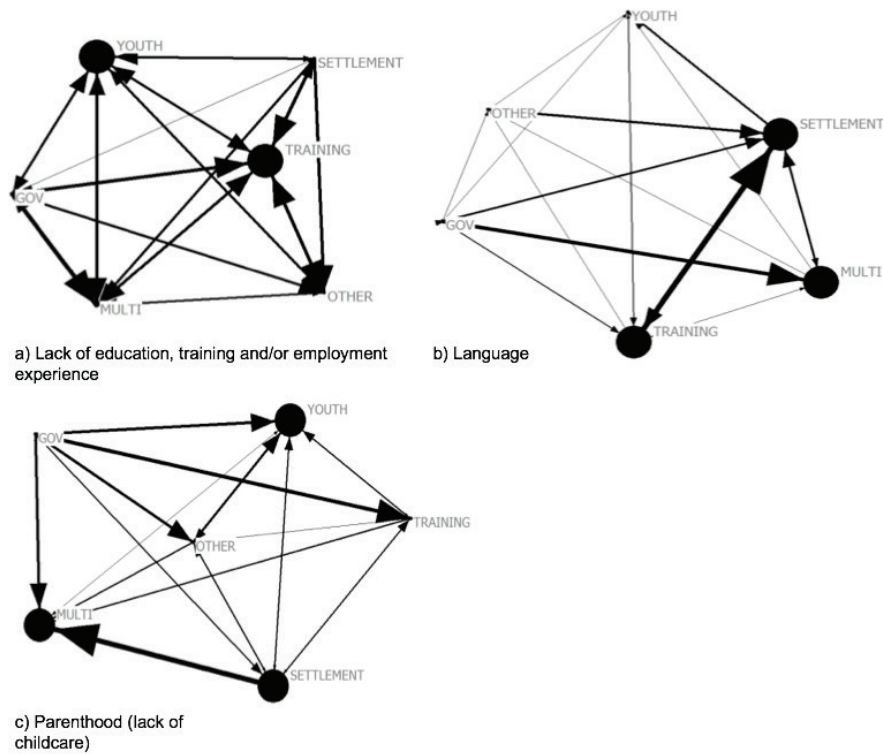 YOUTH
SETTLEMENT
TRAINING
GOV
MULTI
OTHER
a) Lack of education, training and/or employment
experience
YOUTH
OTHER
SETTLEMENT
GOV
MULTI
TRAINING
b) Language
YOUTH
GOV
TRAINING
OTHER
MULTI
SETTLEMENT
c) Parenthood (lack of
childcare)